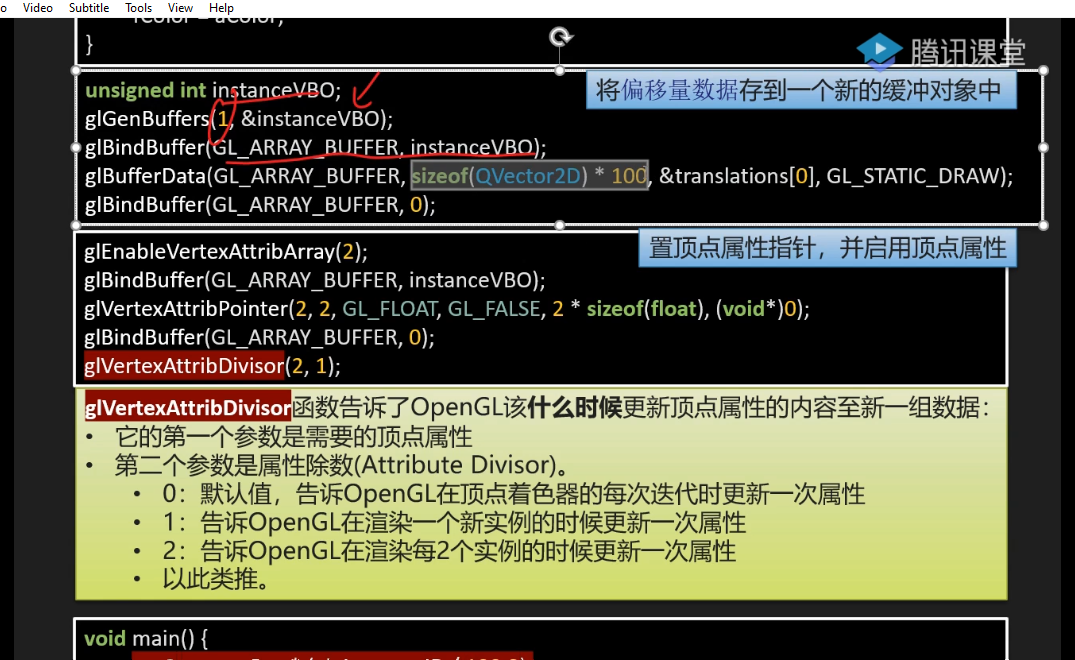 o Video Subtitle Tools View Help
fColor = aColor;
}
腾讯课堂
unsigned int instanceVBO;
将偏移量数据存到一个新的缓冲对象中
glGenBuffers(1, &instanceVBO);
glBindBuffer(GL_ARRAY_BUFFER, instanceVBO);
glBufferData(GL_ARRAY_BUFFER, sizeof(QVector2D) * 100, &translations[0], GL_STATIC_DRAW);
glBindBuffer(GL_ARRAY_BUFFER, 0);
置顶点属性指针，并启用顶点属性
glEnableVertexAttribArray(2);
glBindBuffer(GL_ARRAY_BUFFER, instanceVBO);
glVertexAttribPointer(2, 2, GL_FLOAT, GL_FALSE, 2 * sizeof(float), (void*)0);
glBindBuffer(GL_ARRAY_BUFFER, 0);
glVertexAttribDivisor(2, 1);
glVertexAttribDivisor函数告诉了OpenGL该什么时候更新顶点属性的内容至新一组数据：
• 它的第一个参数是需要的顶点属性
• 第二个参数是属性除数(Attribute Divisor)。
• 0：默认值，告诉OpenGL在顶点着色器的每次迭代时更新一次属性
• 1：告诉OpenGL在渲染一个新实例的时候更新一次属性
• 2：告诉OpenGL在渲染每2个实例的时候更新一次属性
• 以此类推。
void main() {